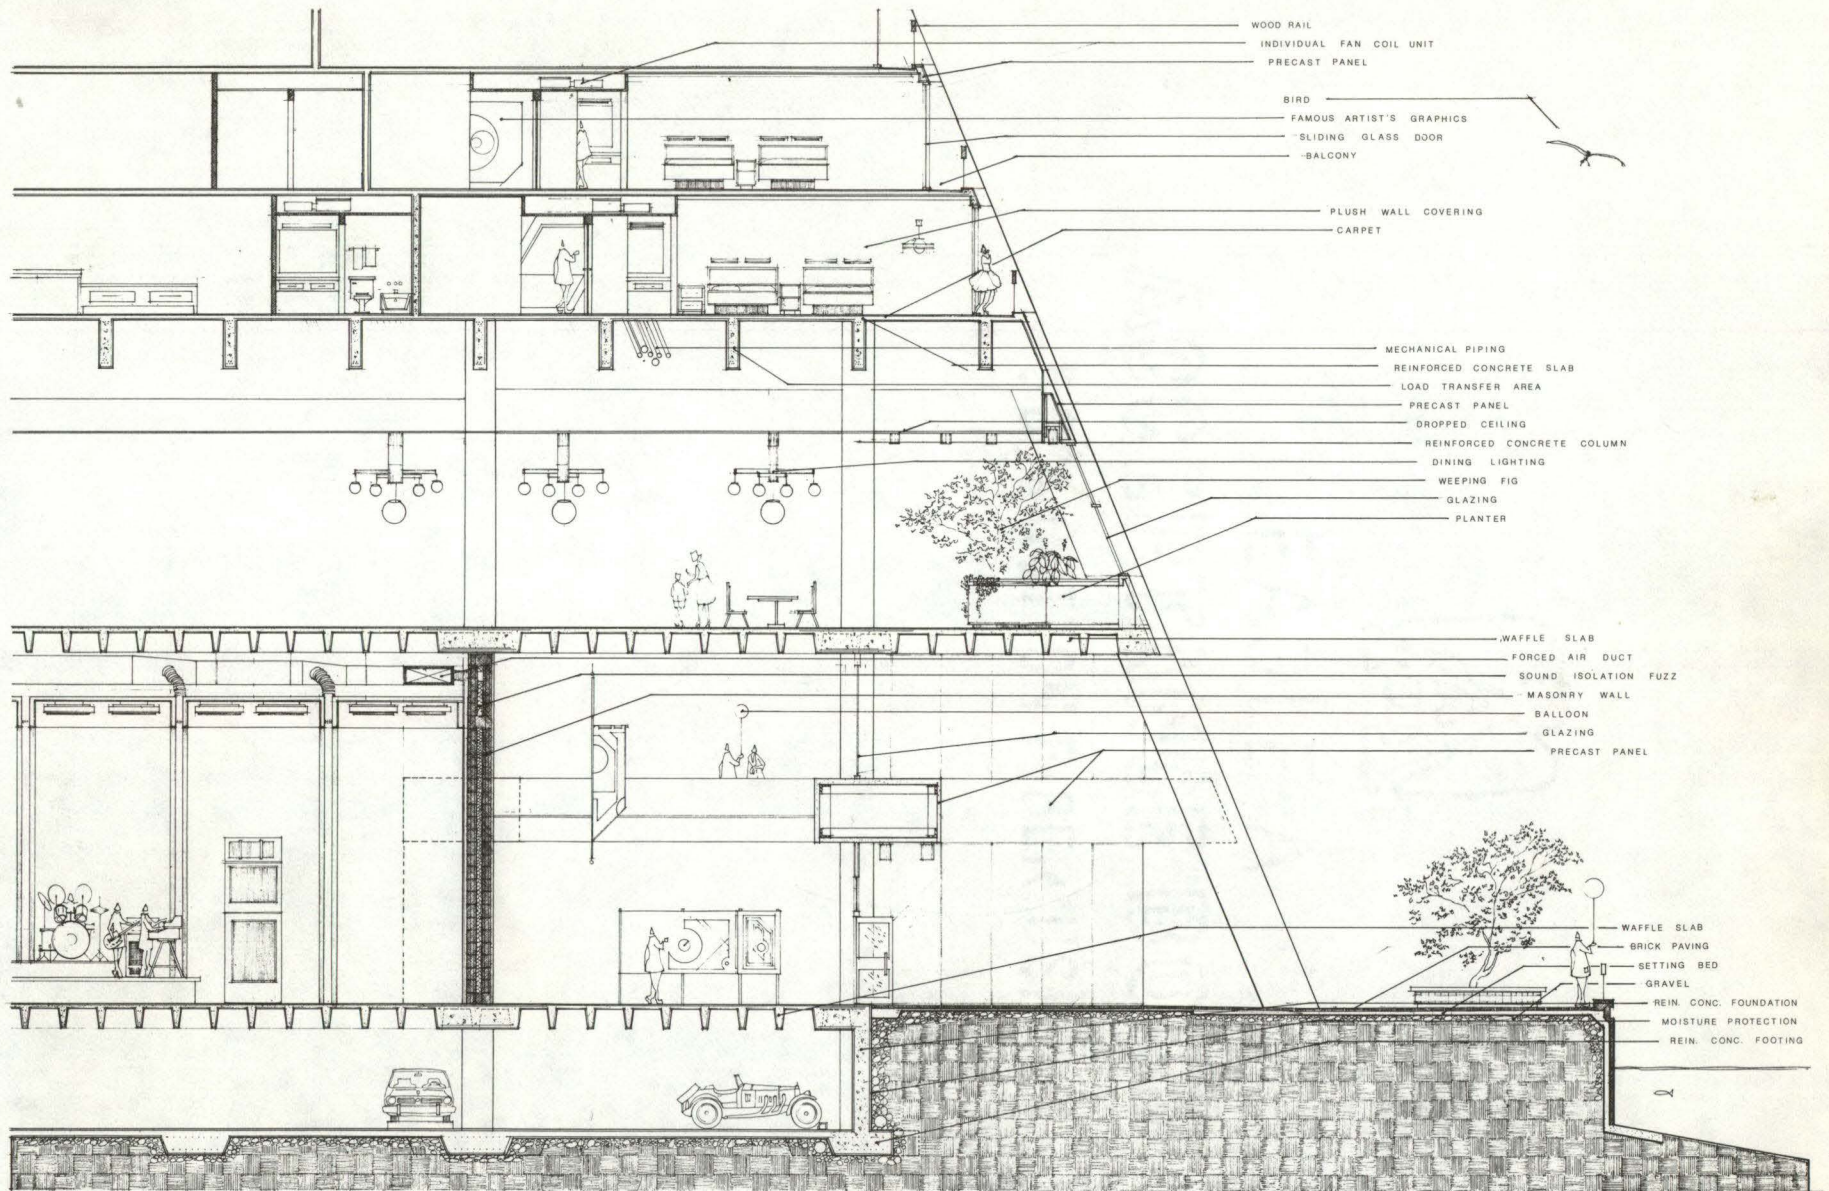 WOOD RAIL
INDIVIDUAL FAN COIL UNIT
PRECAST PANEL
BIRD
FAMOUS ARTIST'S GRAPHICS
SLIDING GLASS DOOR
BALCONY
PLUSH WALL COVERING
CARPET
MECHANICAL PIPING
REINFORCED CONCRETE SLAB
LOAD TRANSFER AREA
PRECAST PANEL
DROPPED CEILING
REINFORCED CONCRETE COLUMN
DINING LIGHTING
WEEPING FIG
GLAZING
PLANTER
WAFFLE SLAB
FORCED AIR DUCT
SOUND ISOLATION FUZZ
MASONRY WALL
BALLOON
GLAZING
PRECAST PANEL
WAFFLE SLAB
BRICK PAVING
SETTING BED
GRAVEL
REIN. CONC. FOUNDATION
MOISTURE PROTECTION
REIN. CONC. FOOTING